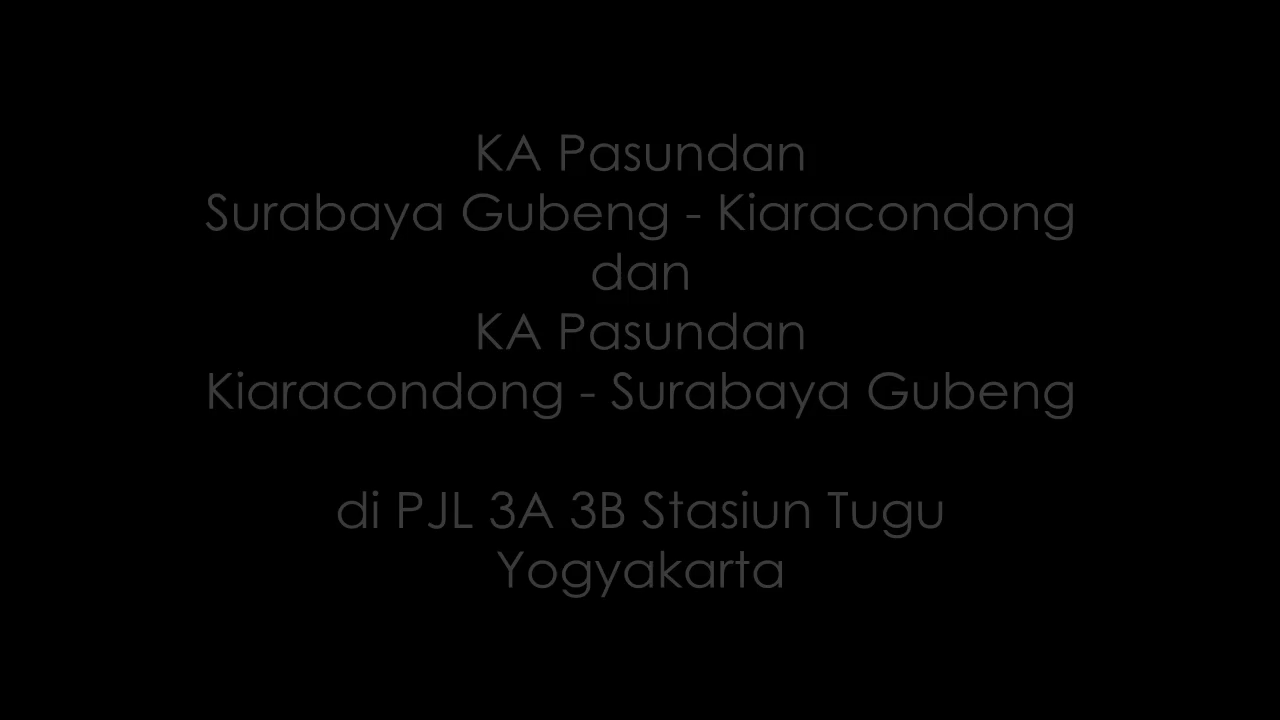 KA Pasundan
Surabaya Gubeng - Kiaracondong
dan
KA Pasundan
Kiaracondong - Surabaya Gubeng
di PJL 3A 3B Stasiun Tugu
Yogyakarta